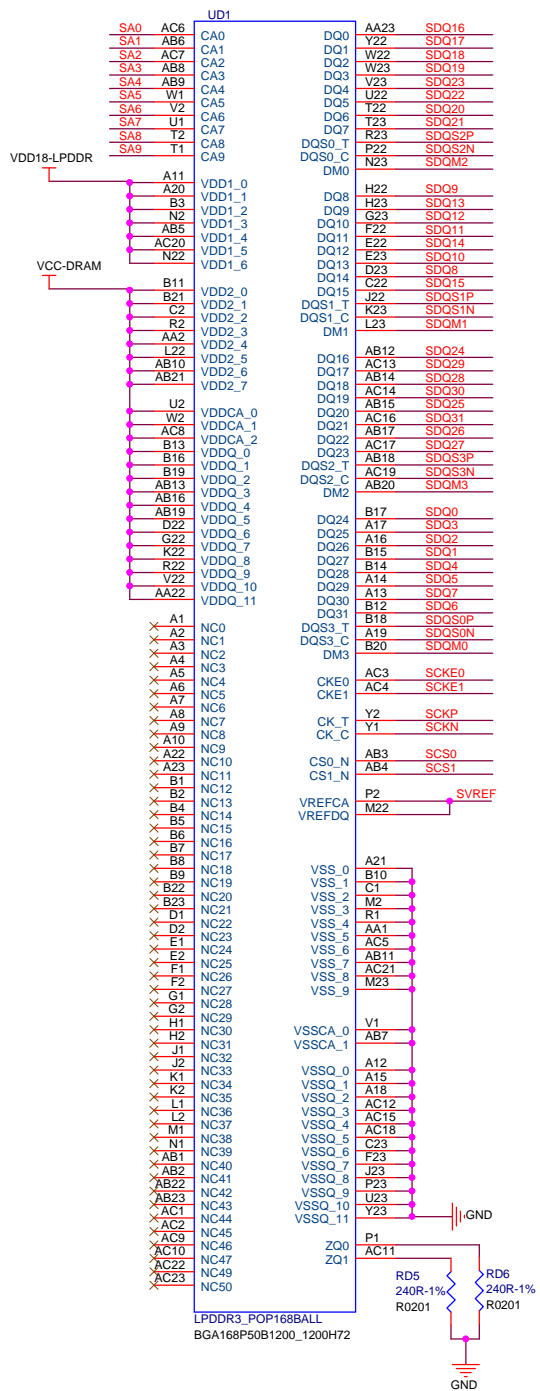 UD1
SA0 AC6 CA0
SA1 AB6 CA1
SA2 AC7 CA2
SA3 AB8 CA3
SA4 AB9 CA4
SA5 W1 CA5
SA6 V2 CA6
SA7 U1 CA7
SA8 T2 CA8
SA9 T1 CA9
VDD18-LPDDR
A11 VDD1_0
A20 VDD1_1
B3 VDD1_2
N2 VDD1_3
AB5 VDD1_4
AC20 VDD1_5
N22 VDD1_6
VCC-DRAM
B11 VDD2_0
B21 VDD2_1
C2 VDD2_2
R2 VDD2_3
AA2 VDD2_4
L22 VDD2_5
AB10 VDD2_6
AB21 VDD2_7
U2 VDDCA_0
W2 VDDCA_1
AC8 VDDCA_2
B13 VDDQ_0
B16 VDDQ_1
B19 VDDQ_2
AB13 VDDQ_3
AB16 VDDQ_4
AB19 VDDQ_5
D22 VDDQ_6
G22 VDDQ_7
K22 VDDQ_8
R22 VDDQ_9
V22 VDDQ_10
AA22 VDDQ_11
A1 NC0
A2 NC1
A3 NC2
A4 NC3
A5 NC4
A6 NC5
A7 NC6
A8 NC7
A9 NC8
A10 NC9
A22 NC10
A23 NC11
B1 NC12
B2 NC13
B4 NC14
B5 NC15
B6 NC16
B7 NC17
B8 NC18
B9 NC19
B22 NC20
B23 NC21
D1 NC22
D2 NC23
E1 NC24
E2 NC25
F1 NC26
F2 NC27
G1 NC28
G2 NC29
H1 NC30
H2 NC31
J1 NC32
J2 NC33
K1 NC34
K2 NC35
L1 NC36
L2 NC37
M1 NC38
N1 NC39
AB1 NC40
AB2 NC41
AB22 NC42
AB23 NC43
AC1 NC44
AC2 NC45
AC9 NC46
AC10 NC47
AC22 NC49
AC23 NC50
DQ0 AA23 SDQ16
DQ1 Y22 SDQ17
DQ2 W22 SDQ18
DQ3 W23 SDQ19
DQ4 V23 SDQ23
DQ5 U22 SDQ22
DQ6 T22 SDQ20
DQ7 T23 SDQ21
DQS0_T R23 SDQS2P
DQS0_C P22 SDQS2N
DM0 N23 SDQM2
DQ8 H22 SDQ9
DQ9 H23 SDQ13
DQ10 G23 SDQ12
DQ11 F22 SDQ11
DQ12 E22 SDQ14
DQ13 E23 SDQ10
DQ14 D23 SDQ8
DQ15 C22 SDQ15
DQS1_T J22 SDQS1P
DQS1_C K23 SDQS1N
DM1 L23 SDQM1
DQ16 AB12 SDQ24
DQ17 AC13 SDQ29
DQ18 AB14 SDQ28
DQ19 AC14 SDQ30
DQ20 AB15 SDQ25
DQ21 AC16 SDQ31
DQ22 AB17 SDQ26
DQ23 AC17 SDQ27
DQS2_T AB18 SDQS3P
DQS2_C AC19 SDQS3N
DM2 AB20 SDQM3
DQ24 B17 SDQ0
DQ25 A17 SDQ3
DQ26 A16 SDQ2
DQ27 B15 SDQ1
DQ28 B14 SDQ4
DQ29 A14 SDQ5
DQ30 A13 SDQ7
DQ31 B12 SDQ6
DQS3_T B18 SDQS0P
DQS3_C A19 SDQS0N
DM3 B20 SDQM0
CKE0 AC3 SCKE0
CKE1 AC4 SCKE1
CK_T Y2 SCKP
CK_C Y1 SCKN
CS0_N AB3 SCS0
CS1_N AB4 SCS1
VREFCA P2 SVREF
VREFDQ M22
VSS_0 A21
VSS_1 B10
VSS_2 C1
VSS_3 M2
VSS_4 R1
VSS_5 AA1
VSS_6 AC5
VSS_7 AB11
VSS_8 AC21
VSS_9 M23
VSSCA_0 V1
VSSCA_1 AB7
VSSQ_0 A12
VSSQ_1 A15
VSSQ_2 A18
VSSQ_3 AC12
VSSQ_4 AC15
VSSQ_5 AC18
VSSQ_6 C23
VSSQ_7 F23
VSSQ_8 J23
VSSQ_9 P23
VSSQ_10 U23
VSSQ_11 Y23
GND
ZQ0 P1
ZQ1 AC11
RD5
240R-1%
R0201
RD6
240R-1%
R0201
GND
LPDDR3_POP168BALL
BGA168P50B1200_1200H72